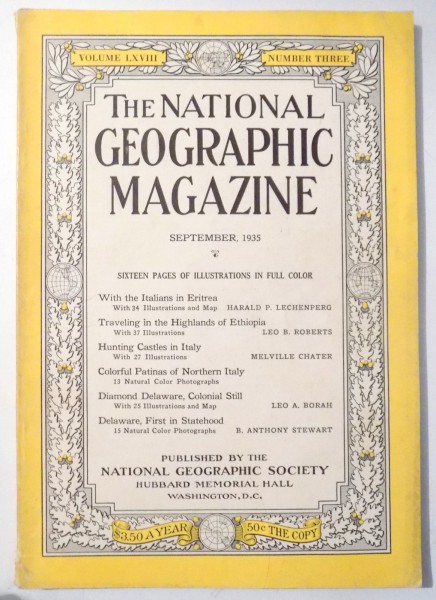 VOLUME LXVIII NUMBER THREE
THE NATIONAL
GEOGRAPHIC
MAGAZINE
SEPTEMBER, 1935
SIXTEEN PAGES OF ILLUSTRATIONS IN FULL COLOR
With the Italians in Eritrea
With 24 Illustrations and Map HARALD P. LECHENPERG
Traveling in the Highlands of Ethiopia
With 37 Illustrations LEO B. ROBERTS
Hunting Castles in Italy
With 27 Illustrations MELVILLE CHATER
Colorful Patinas of Northern Italy
13 Natural Color Photographs
Diamond Delaware, Colonial Still
With 25 Illustrations and Map LEO A. BORAH
Delaware, First in Statehood
15 Natural Color Photographs B. ANTHONY STEWART
PUBLISHED BY THE
NATIONAL GEOGRAPHIC SOCIETY
HUBBARD MEMORIAL HALL
WASHINGTON, D.C.
$3.50 A YEAR 50¢ THE COPY